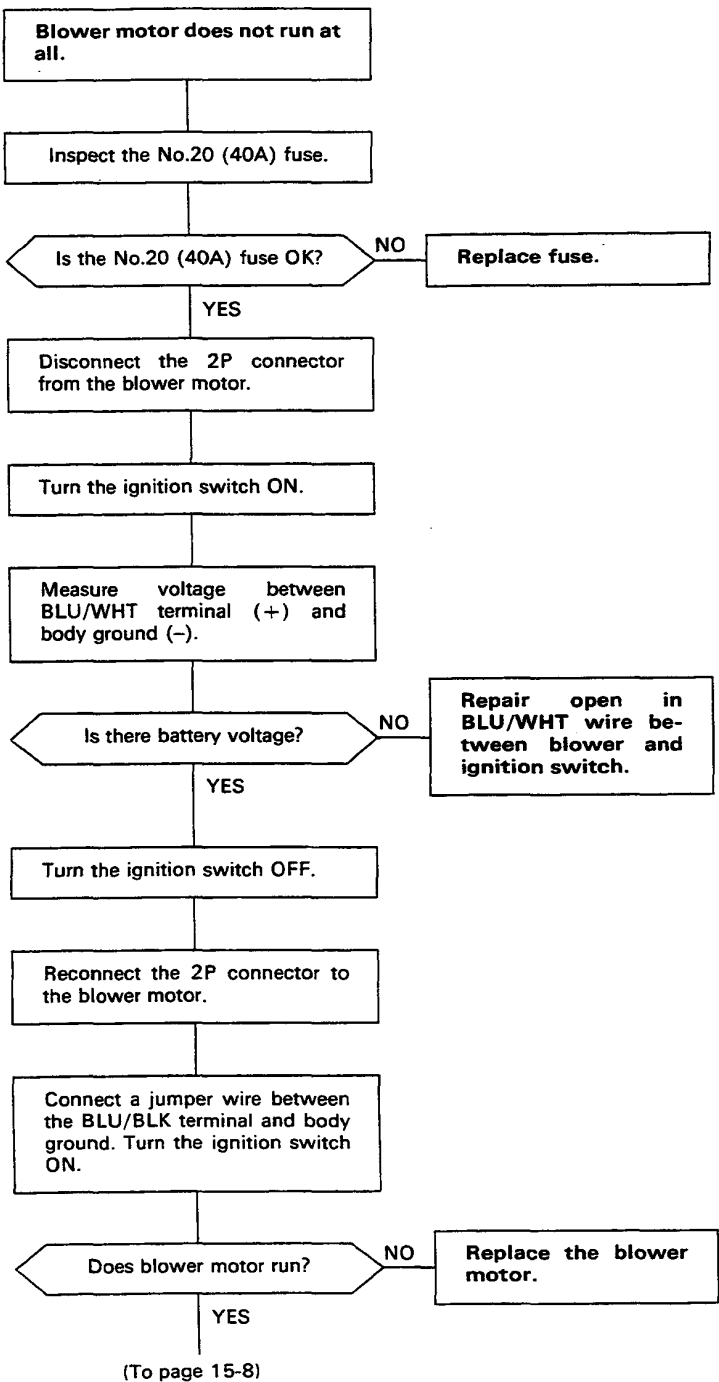 Blower motor does not run at
all.
Inspect the No.20 (40A) fuse.
Is the No.20 (40A) fuse OK?
NO
Replace fuse.
YES
Disconnect the 2P connector
from the blower motor.
Turn the ignition switch ON.
Measure voltage between
BLU/WHT terminal (+) and
body ground (–).
Is there battery voltage?
NO
Repair open in
BLU/WHT wire be-
tween blower and
ignition switch.
YES
Turn the ignition switch OFF.
Reconnect the 2P connector to
the blower motor.
Connect a jumper wire between
the BLU/BLK terminal and body
ground. Turn the ignition switch
ON.
Does blower motor run?
NO
Replace the blower
motor.
YES
(To page 15-8)